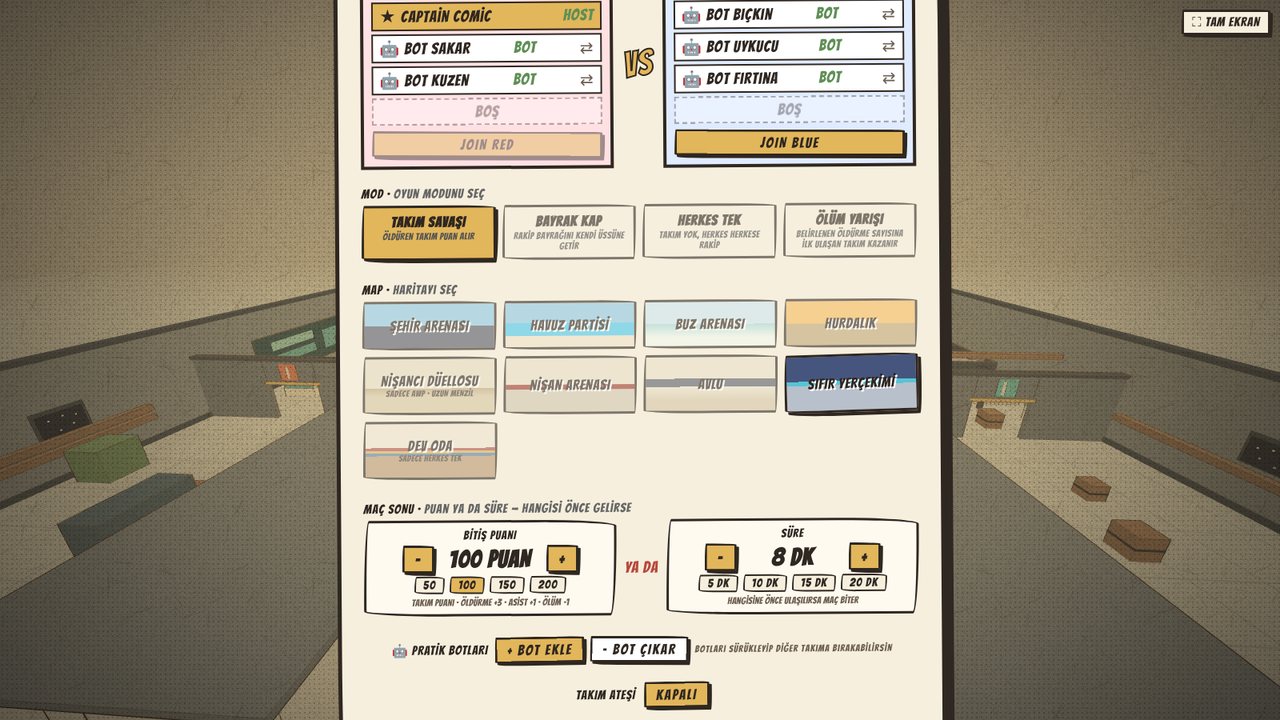 TAM EKRAN
★ CAPTAIN COMIC HOST
BOT SAKAR BOT
BOT KUZEN BOT
BOŞ
JOIN RED
VS
BOT BIÇKIN BOT
BOT UYKUCU BOT
BOT FIRTINA BOT
BOŞ
JOIN BLUE
MOD · OYUN MODUNU SEÇ
TAKIM SAVAŞI
ÖLDÜREN TAKIM PUAN ALIR
BAYRAK KAP
RAKİP BAYRAĞINI KENDİ ÜSSÜNE
GETİR
HERKES TEK
TAKIM YOK, HERKES HERKESE
RAKİP
ÖLÜM YARIŞI
BELİRLENEN ÖLDÜRME SAYISINA
İLK ULAŞAN TAKIM KAZANIR
MAP · HARİTAYI SEÇ
ŞEHİR ARENASI
HAVUZ PARTİSİ
BUZ ARENASI
HURDALIK
NİŞANCI DÜELLOSU
SADECE AWP · UZUN MENZİL
NİŞAN ARENASI
AVLU
SIFIR YERÇEKİMİ
DEV ODA
SADECE HERKES TEK
MAÇ SONU · PUAN YA DA SÜRE — HANGİSİ ÖNCE GELİRSE
BİTİŞ PUANI
- 100 PUAN +
50 100 150 200
TAKIM PUANI · ÖLDÜRME +3 · ASİST +1 · ÖLÜM -1
YA DA
SÜRE
- 8 DK +
5 DK 10 DK 15 DK 20 DK
HANGİSİNE ÖNCE ULAŞILIRSA MAÇ BİTER
PRATİK BOTLARI + BOT EKLE - BOT ÇIKAR BOTLARI SÜRÜKLEYİP DİĞER TAKIMA BIRAKABİLİRSİN
TAKIM ATEŞİ KAPALI